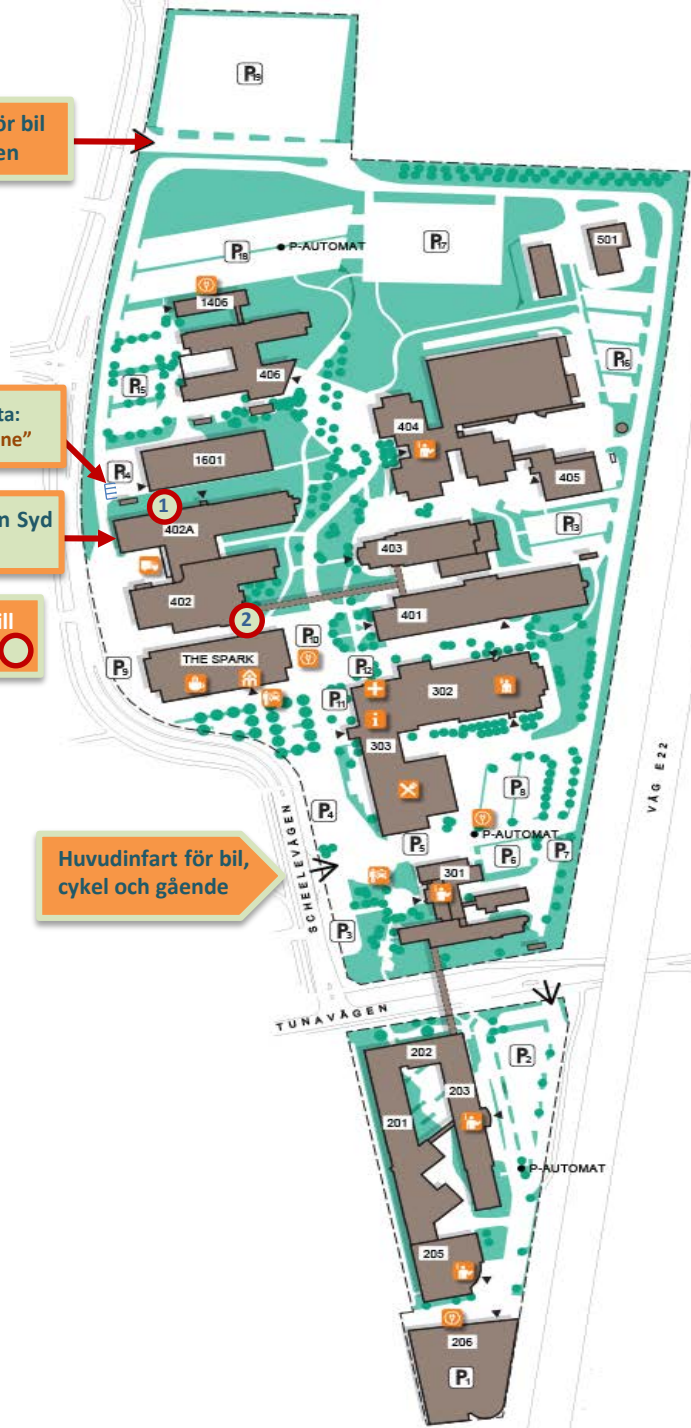 P19
ör bil
en
P18
P-AUTOMAT
P17
501
1406
P15
406
P16
404
ta:
ne”
1601
405
P14
1
402A
P13
n Syd
403
402
401
ill
2
P10
P9
THE SPARK
P12
302
P11
i
303
VÄG E22
P8
P4
P-AUTOMAT
P5
P6
P7
Huvudinfart för bil,
cykel och gående
301
SCHEELEVÄGEN
P3
TUNAVÄGEN
202
P2
203
201
P-AUTOMAT
205
206
P1